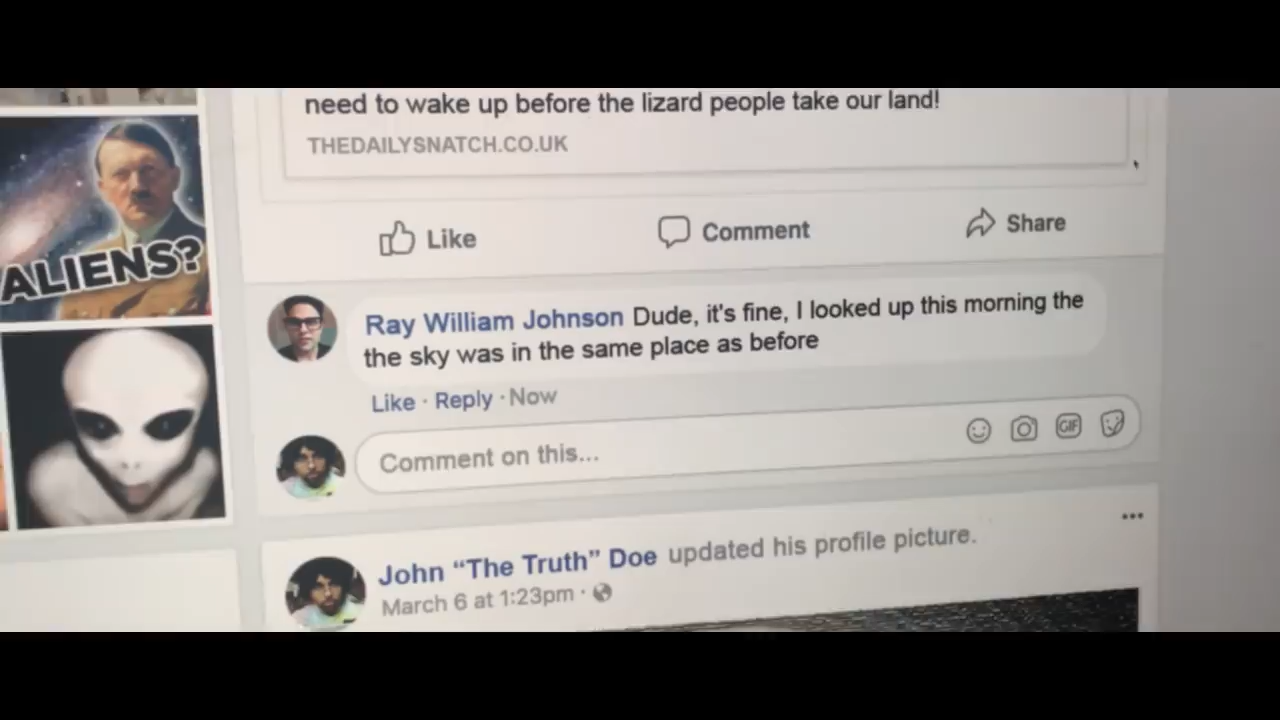 need to wake up before the lizard people take our land!
THEDAILYSNATCH.CO.UK
ALIENS?
Like
Comment
Share
Ray William Johnson Dude, it's fine, I looked up this morning the
the sky was in the same place as before
Like · Reply · Now
Comment on this...
GIF
John “The Truth” Doe updated his profile picture.
March 6 at 1:23pm ·